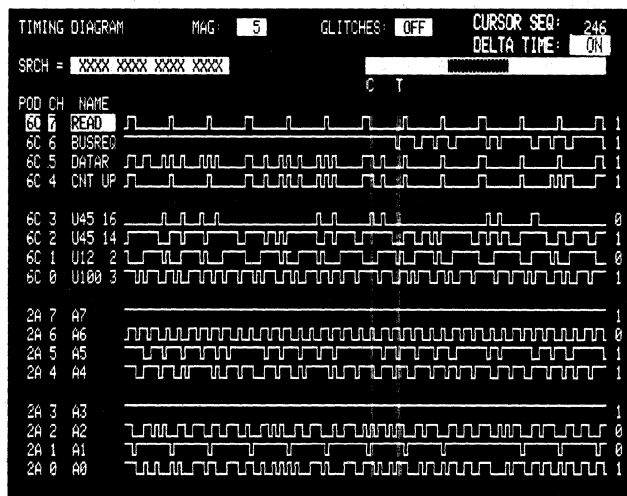 TIMING DIAGRAM MAG: 5 GLITCHES: OFF CURSOR SEQ: 246
DELTA TIME: ON
SRCH = XXXX XXXX XXXX XXXX
C T
POD CH NAME
6C 7 READ 1
6C 6 BUSREQ 1
6C 5 DATAR 1
6C 4 CNT UP 1
6C 3 U45 16 0
6C 2 U45 14 1
6C 1 U12 2 0
6C 0 U100 3 1
2A 7 A7 1
2A 6 A6 0
2A 5 A5 1
2A 4 A4 1
2A 3 A3 1
2A 2 A2 0
2A 1 A1 0
2A 0 A0 1